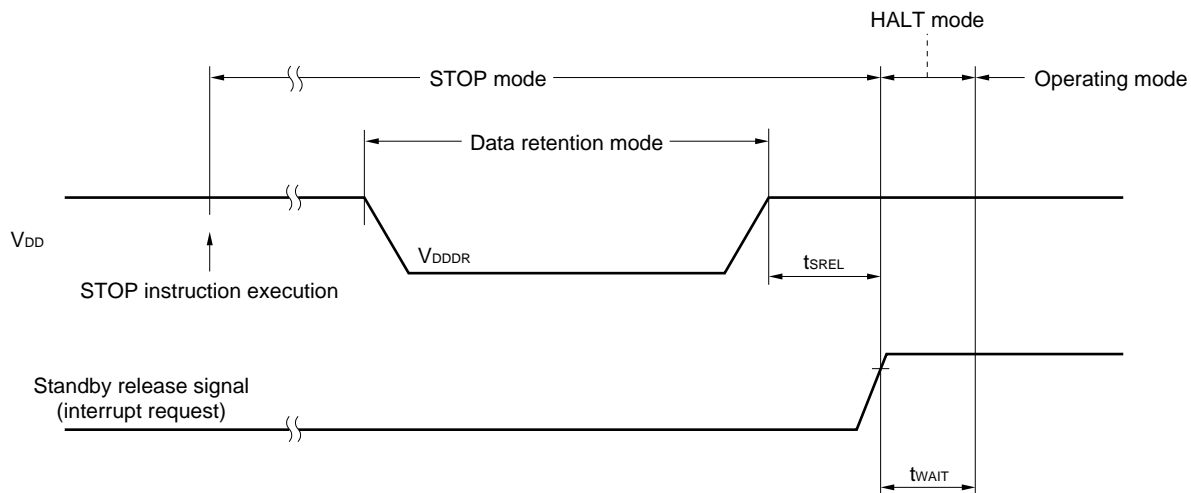 HALT mode
STOP mode
Operating mode
Data retention mode
VDD
VDDDR
tSREL
STOP instruction execution
Standby release signal
(interrupt request)
tWAIT